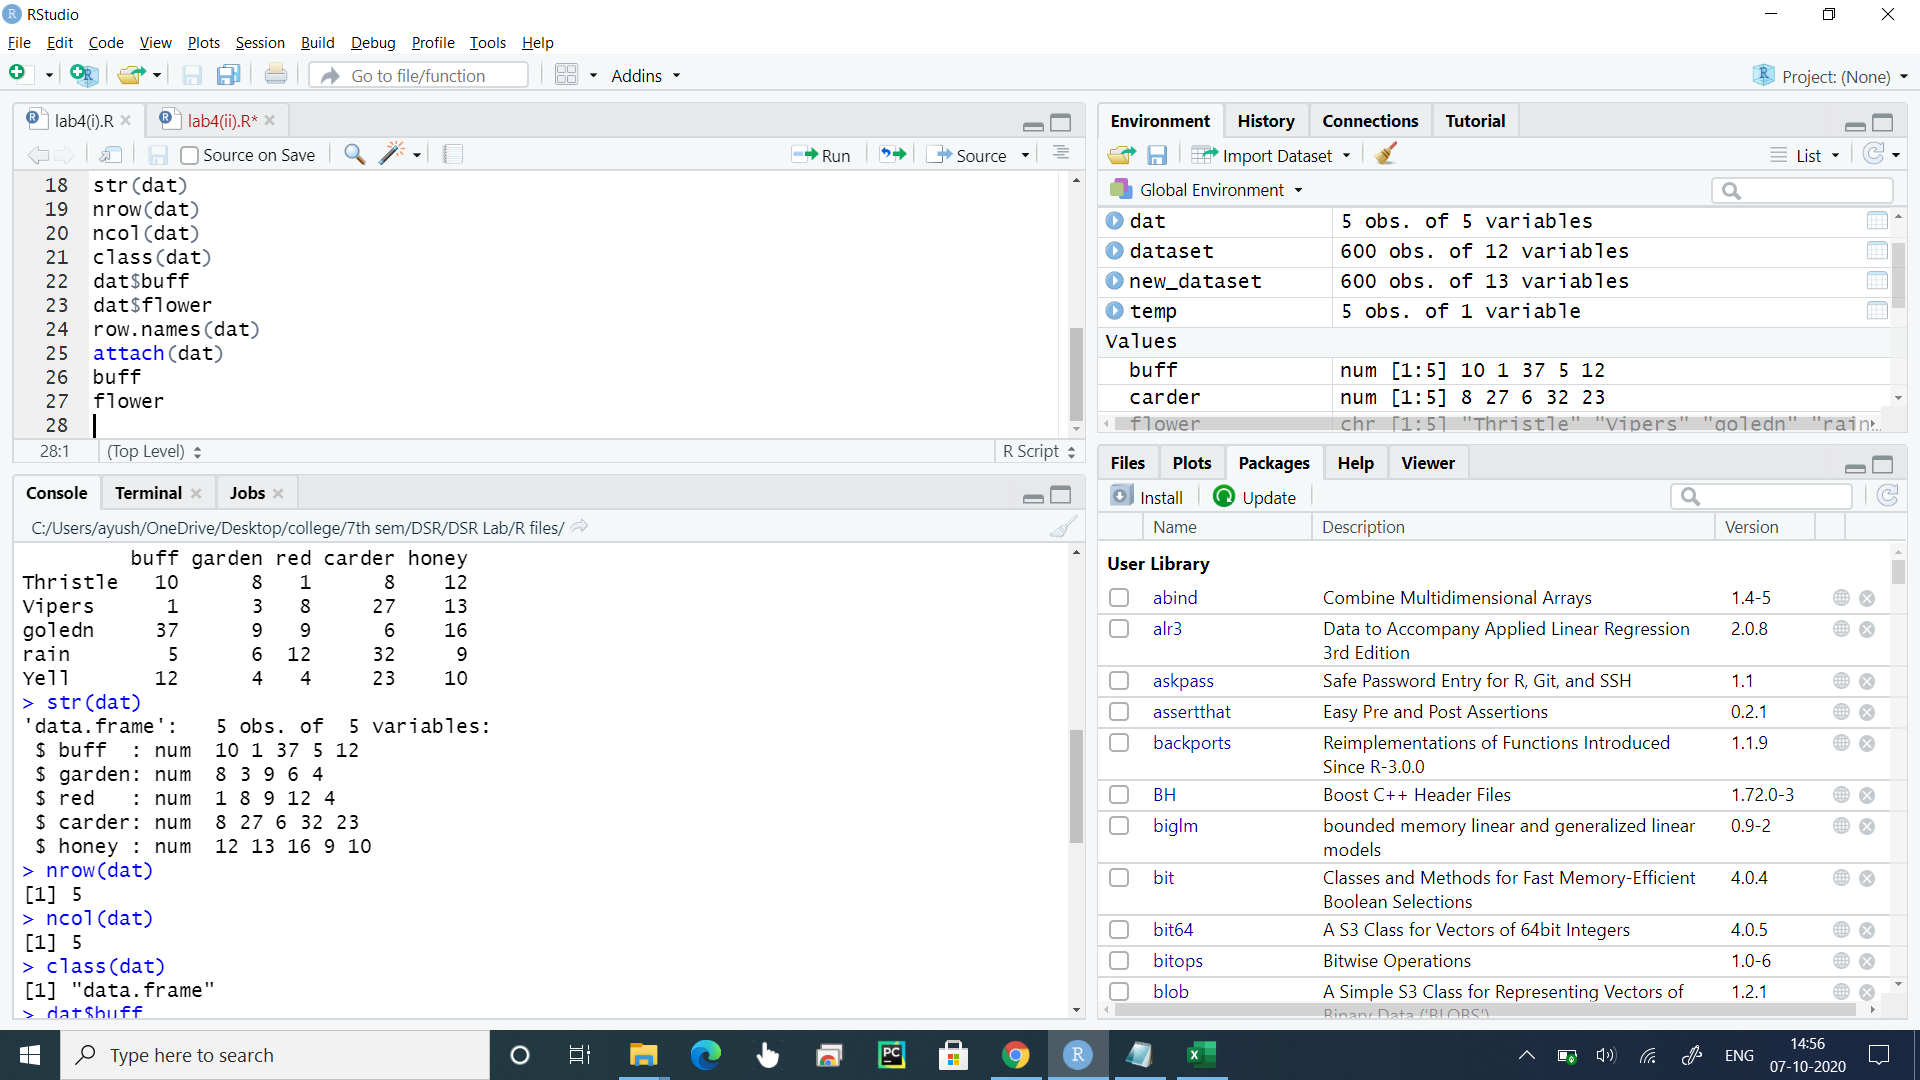 RStudio
File Edit Code View Plots Session Build Debug Profile Tools Help
Go to file/function Addins Project: (None)
lab4(i).R lab4(ii).R*
Source on Save Run Source
18 str(dat)
19 nrow(dat)
20 ncol(dat)
21 class(dat)
22 dat$buff
23 dat$flower
24 row.names(dat)
25 attach(dat)
26 buff
27 flower
28
28:1 (Top Level) R Script
Console Terminal Jobs
C:/Users/ayush/OneDrive/Desktop/college/7th sem/DSR/DSR Lab/R files/
buff garden red carder honey
Thristle 10 8 1 8 12
Vipers 1 3 8 27 13
goledn 37 9 9 6 16
rain 5 6 12 32 9
Yell 12 4 4 23 10
> str(dat)
'data.frame': 5 obs. of 5 variables:
$ buff : num 10 1 37 5 12
$ garden: num 8 3 9 6 4
$ red : num 1 8 9 12 4
$ carder: num 8 27 6 32 23
$ honey : num 12 13 16 9 10
> nrow(dat)
[1] 5
> ncol(dat)
[1] 5
> class(dat)
[1] "data.frame"
> dat$buff
Environment History Connections Tutorial
Import Dataset List
Global Environment
dat 5 obs. of 5 variables
dataset 600 obs. of 12 variables
new_dataset 600 obs. of 13 variables
temp 5 obs. of 1 variable
Values
buff num [1:5] 10 1 37 5 12
carder num [1:5] 8 27 6 32 23
flower chr [1:5] "Thristle" "Vipers" "goledn" "rain...
Files Plots Packages Help Viewer
Install Update
Name Description Version
User Library
abind Combine Multidimensional Arrays 1.4-5
alr3 Data to Accompany Applied Linear Regression 2.0.8
3rd Edition
askpass Safe Password Entry for R, Git, and SSH 1.1
assertthat Easy Pre and Post Assertions 0.2.1
backports Reimplementations of Functions Introduced 1.1.9
Since R-3.0.0
BH Boost C++ Header Files 1.72.0-3
biglm bounded memory linear and generalized linear 0.9-2
models
bit Classes and Methods for Fast Memory-Efficient 4.0.4
Boolean Selections
bit64 A S3 Class for Vectors of 64bit Integers 4.0.5
bitops Bitwise Operations 1.0-6
blob A Simple S3 Class for Representing Vectors of 1.2.1
Binary Data ('BLOBS')
Type here to search ENG 14:56
07-10-2020